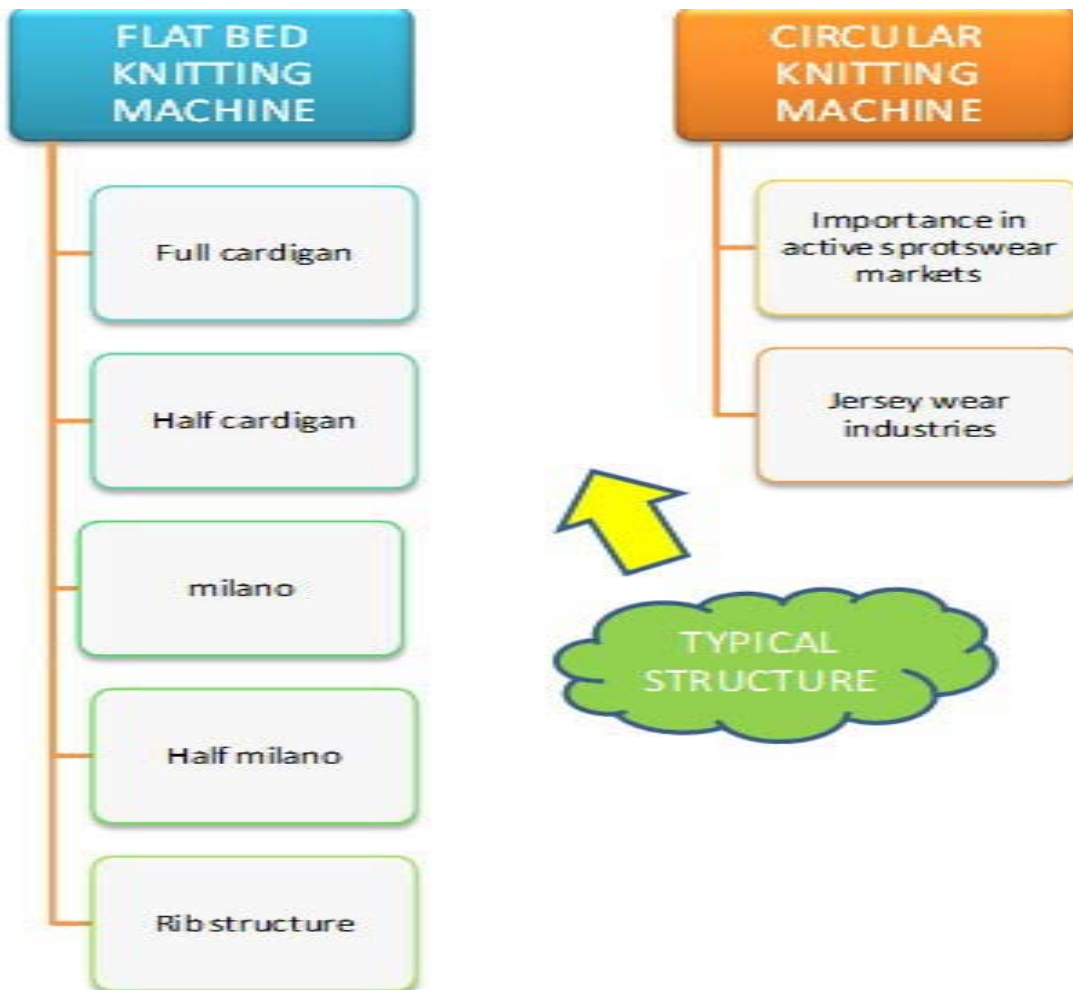 FLAT BED
KNITTING
MACHINE
Full cardigan
Half cardigan
milano
Half milano
Rib structure
CIRCULAR
KNITTING
MACHINE
Importance in
active sprotswear
markets
Jersey wear
industries
TYPICAL
STRUCTURE